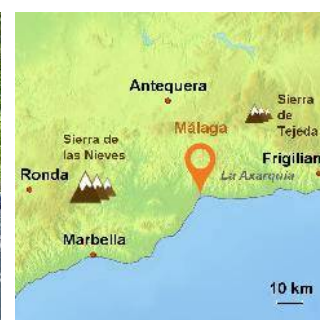 Antequera
Sierra
de
Tejeda
Málaga
Sierra de
las Nieves
Frigilian
Ronda
La Axarquía
Marbella
10 km